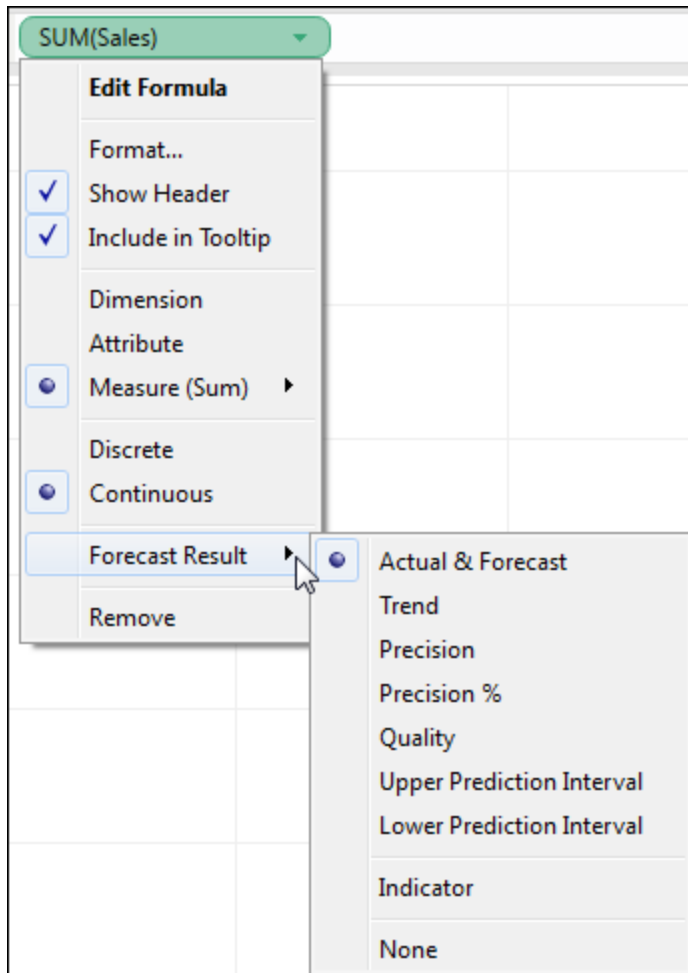 SUM(Sales)
Edit Formula
Format...
Show Header
Include in Tooltip
Dimension
Attribute
Measure (Sum)
Discrete
Continuous
Forecast Result
Remove
Actual & Forecast
Trend
Precision
Precision %
Quality
Upper Prediction Interval
Lower Prediction Interval
Indicator
None